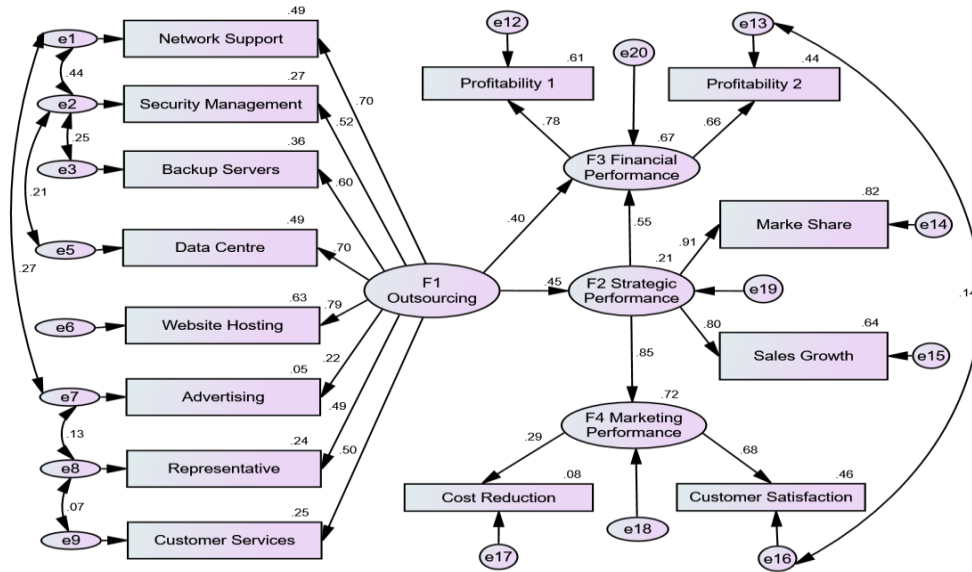 e12
e13
.49
e1
Network Support
e20
.61
.44
Profitability 1
Profitability 2
.44
.27
e2
Security Management
.70
.52
.78
.66
.67
.25
.36
e3
Backup Servers
.60
F3 Financial
Performance
.21
.82
.49
Marke Share
e14
.40
.55
.91
e5
Data Centre
.70
.27
F1
Outsourcing
.45
.21
F2 Strategic
Performance
e19
.14
.63
.79
e6
Website Hosting
.80
.64
Sales Growth
e15
.22
.85
.05
e7
Advertising
.49
.72
F4 Marketing
Performance
.13
.50
.24
.29
.68
e8
Representative
.08
.46
Cost Reduction
Customer Satisfaction
.07
.25
e9
Customer Services
e17
e18
e16